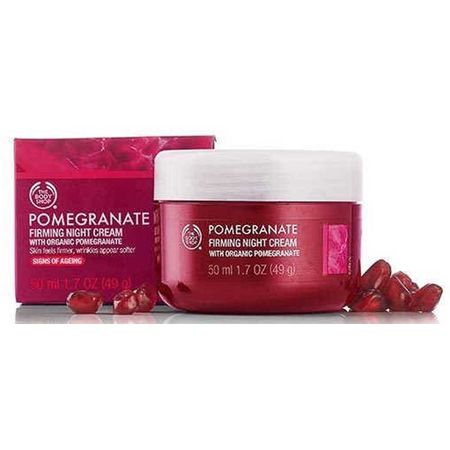 THE
BODY
SHOP
POMEGRANATE
FIRMING NIGHT CREAM
WITH ORGANIC POMEGRANATE
Skin feels firmer, wrinkles appear softer
SIGNS OF AGEING
50 ml 1.7 OZ (49 g)
THE
BODY
SHOP
POMEGRANATE
FIRMING NIGHT CREAM
WITH ORGANIC POMEGRANATE
50 ml 1.7 OZ (49 g)